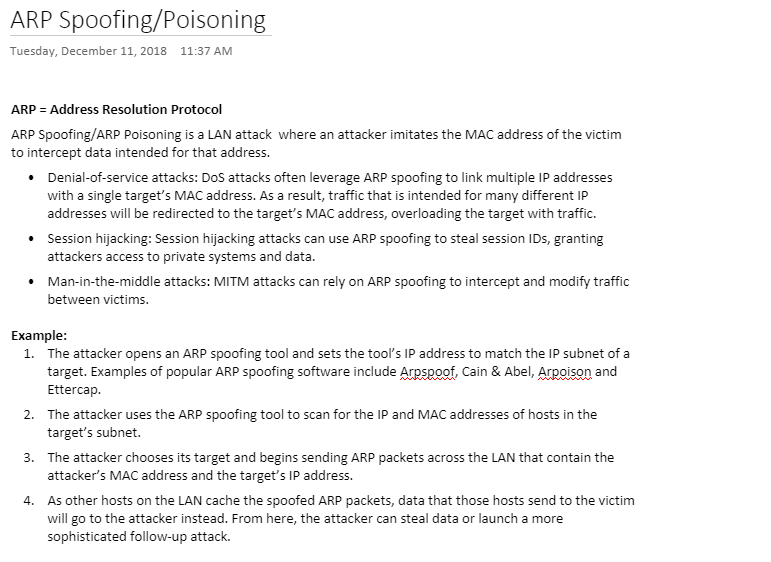 ARP Spoofing/Poisoning
Tuesday, December 11, 2018 11:37 AM
ARP = Address Resolution Protocol
ARP Spoofing/ARP Poisoning is a LAN attack where an attacker imitates the MAC address of the victim
to intercept data intended for that address.
• Denial-of-service attacks: DoS attacks often leverage ARP spoofing to link multiple IP addresses
with a single target's MAC address. As a result, traffic that is intended for many different IP
addresses will be redirected to the target's MAC address, overloading the target with traffic.
• Session hijacking: Session hijacking attacks can use ARP spoofing to steal session IDs, granting
attackers access to private systems and data.
• Man-in-the-middle attacks: MITM attacks can rely on ARP spoofing to intercept and modify traffic
between victims.
Example:
1. The attacker opens an ARP spoofing tool and sets the tool's IP address to match the IP subnet of a
target. Examples of popular ARP spoofing software include Arpspoof, Cain & Abel, Arpoison and
Ettercap.
2. The attacker uses the ARP spoofing tool to scan for the IP and MAC addresses of hosts in the
target's subnet.
3. The attacker chooses its target and begins sending ARP packets across the LAN that contain the
attacker's MAC address and the target's IP address.
4. As other hosts on the LAN cache the spoofed ARP packets, data that those hosts send to the victim
will go to the attacker instead. From here, the attacker can steal data or launch a more
sophisticated follow-up attack.